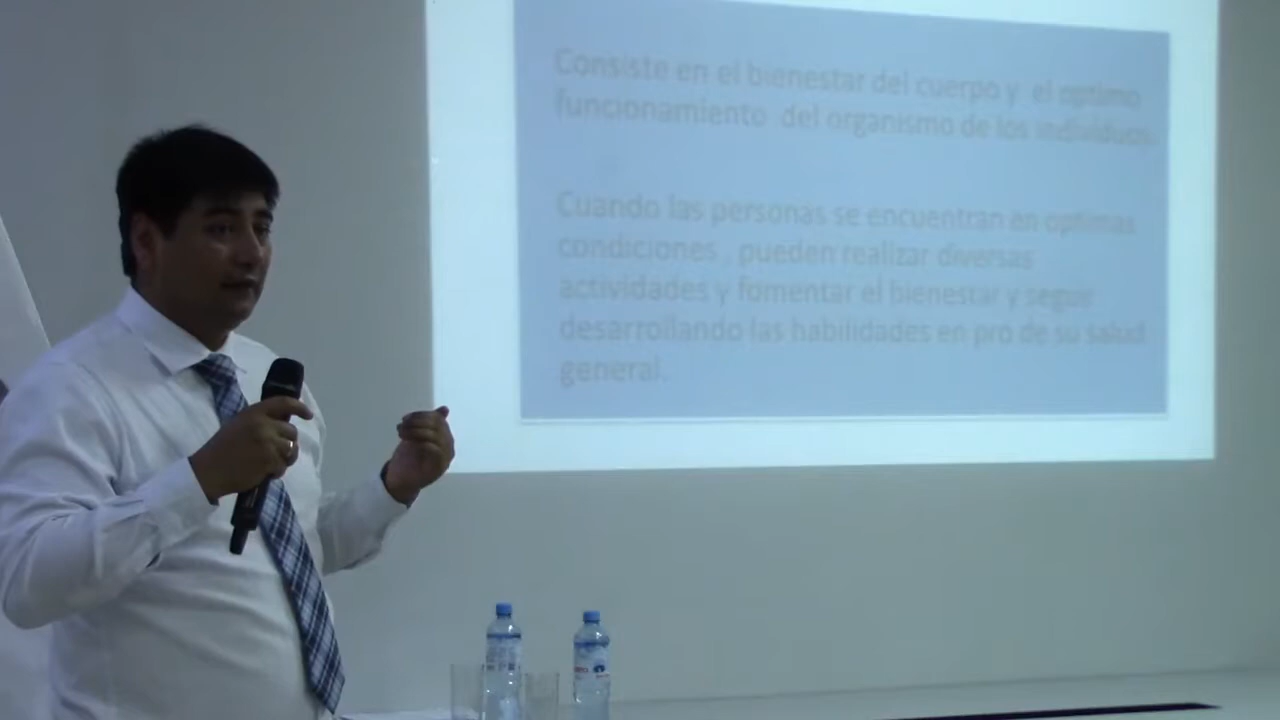 Consiste en el bienestar del cuerpo y el optimo
funcionamiento del organismo de los individuos.
Cuando las personas se encuentran en optimas
condiciones , pueden realizar diversas
actividades y fomentar el bienestar y seguir
desarrollando las habilidades en pro de su salud
general.